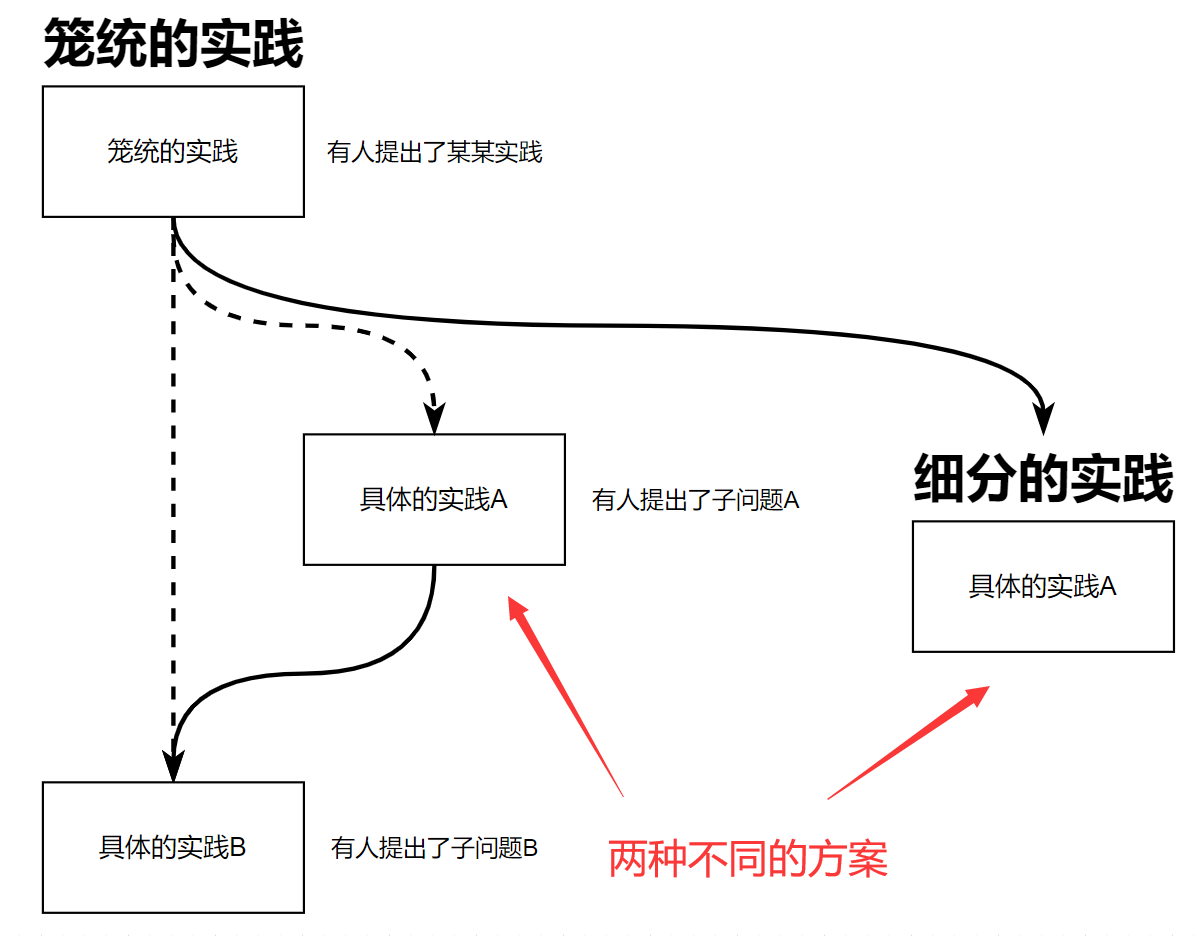 笼统的实践
笼统的实践
有人提出了某某实践
具体的实践A
有人提出了子问题A
细分的实践
具体的实践A
具体的实践B
有人提出了子问题B
两种不同的方案